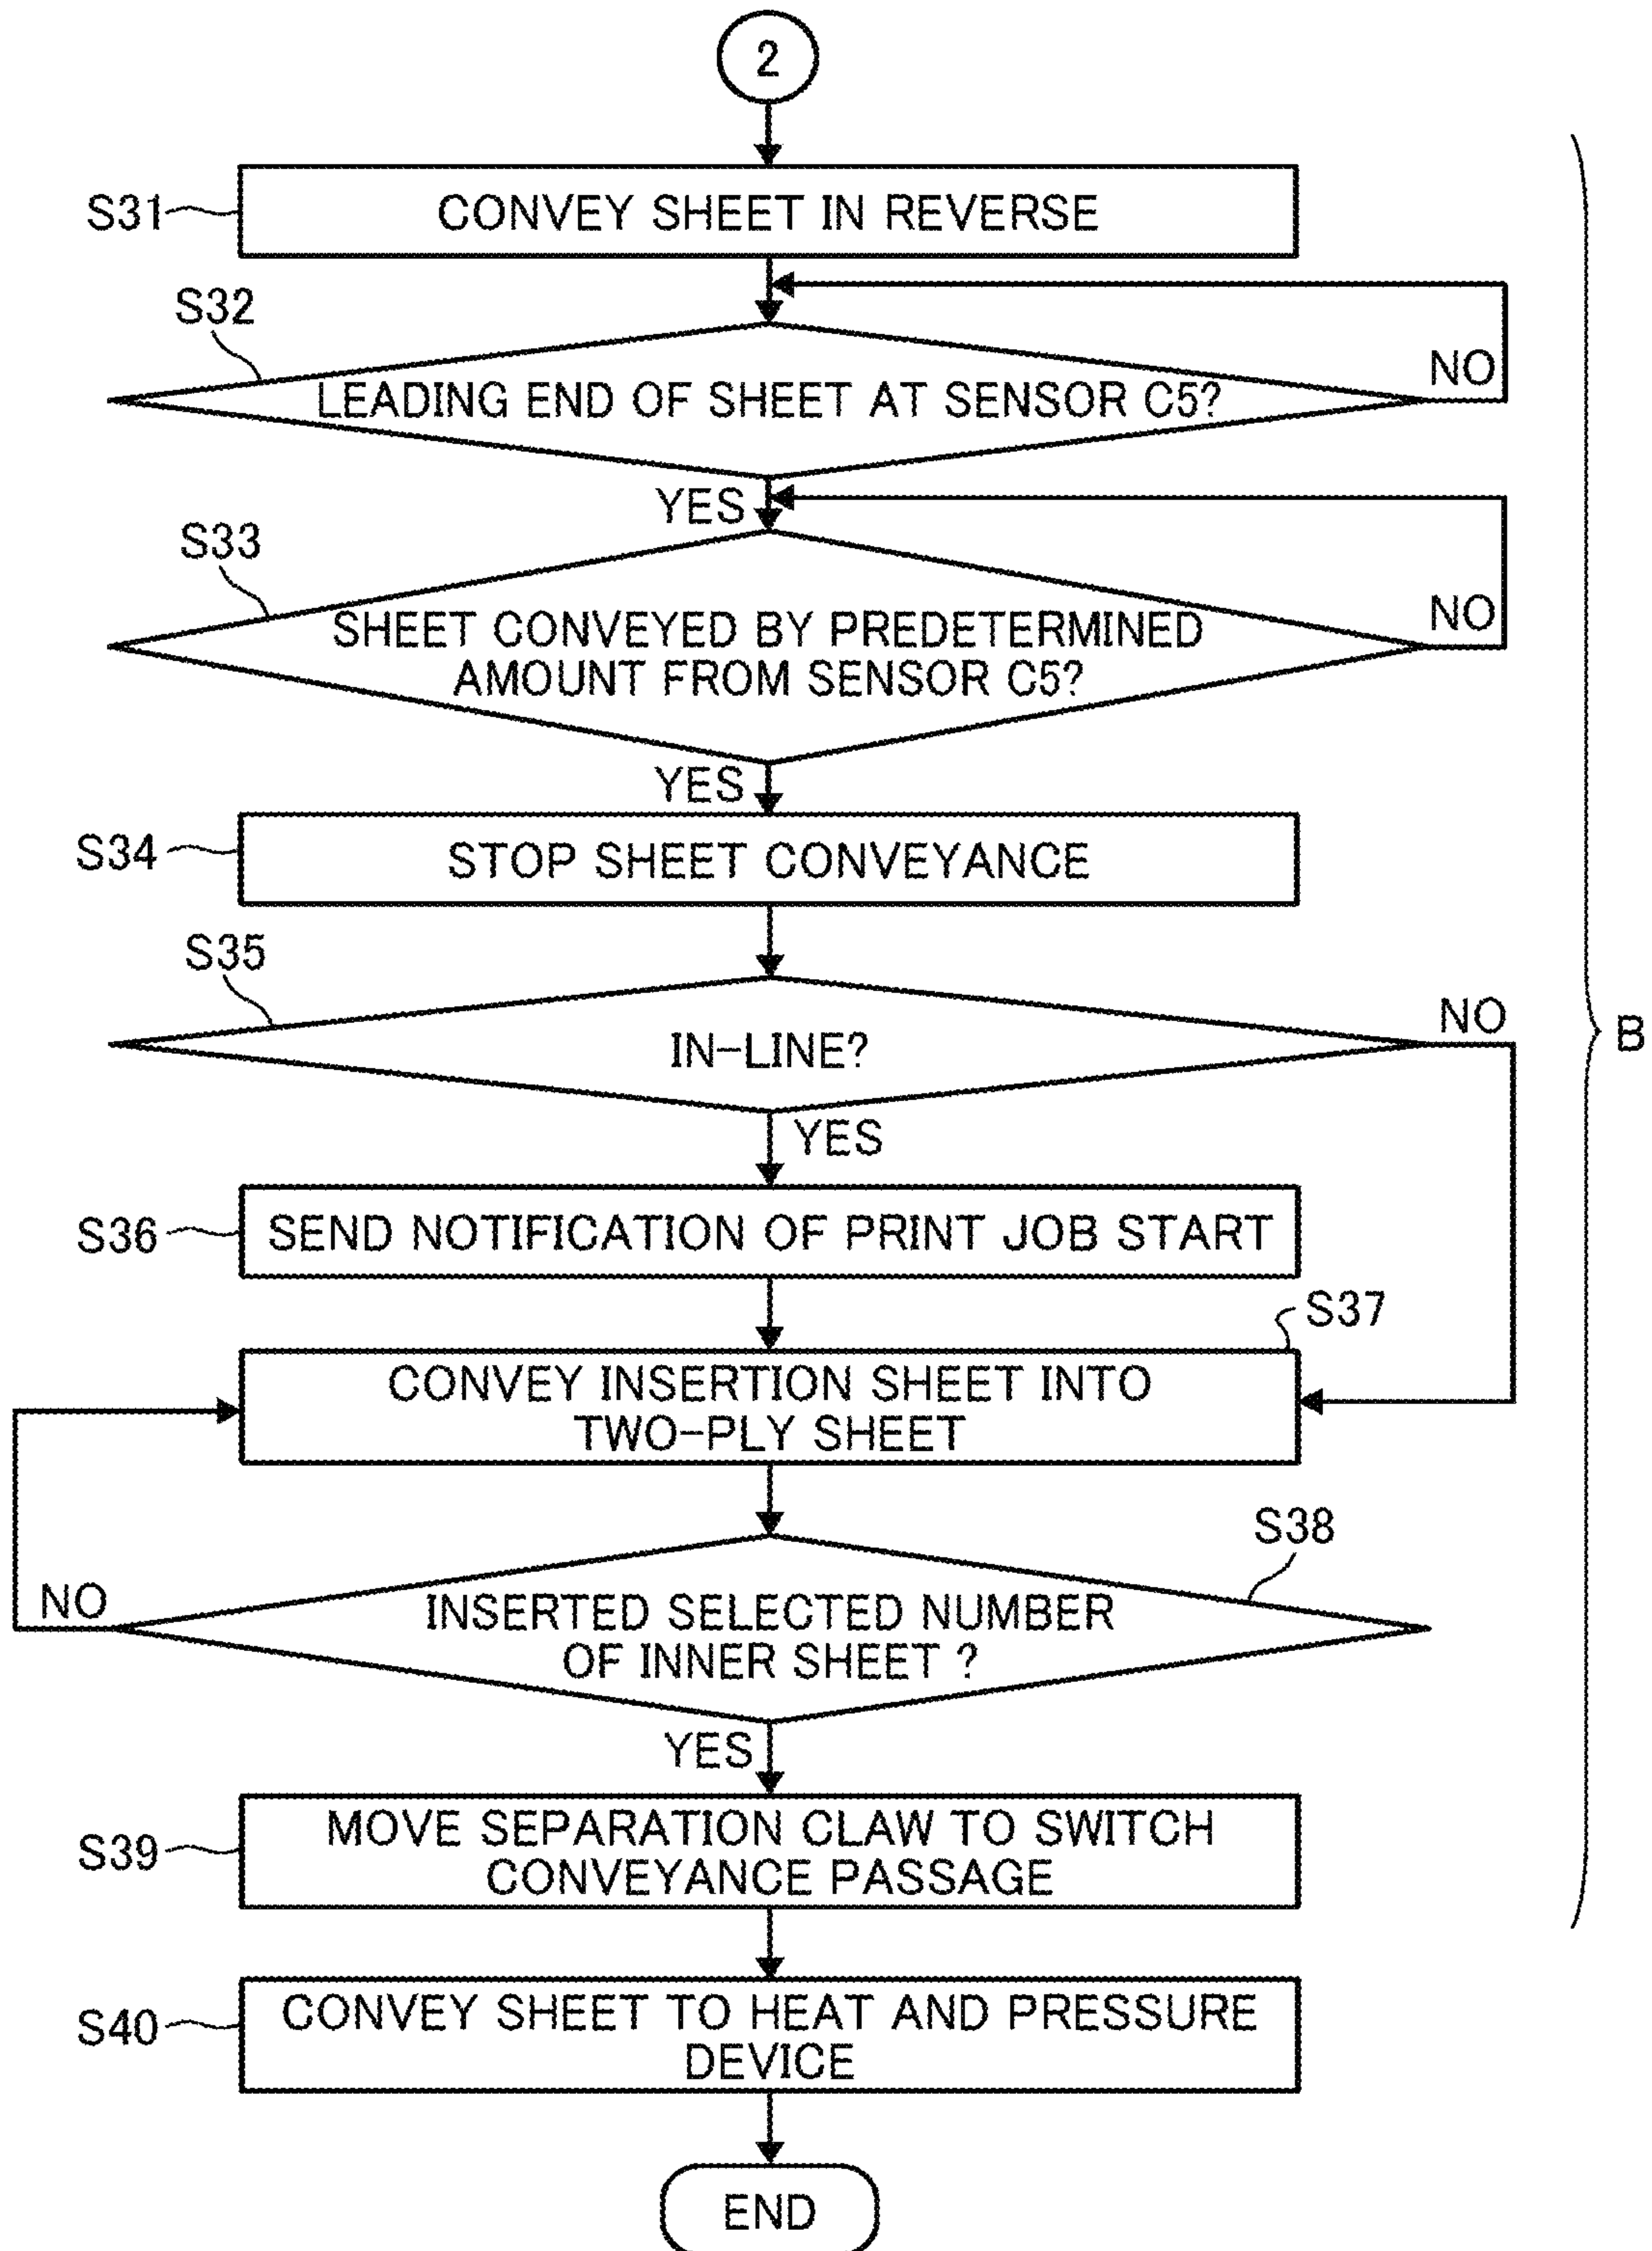 2
S31
CONVEY SHEET IN REVERSE
S32
LEADING END OF SHEET AT SENSOR C5?
NO
YES
S33
SHEET CONVEYED BY PREDETERMINED
AMOUNT FROM SENSOR C5?
NO
YES
S34
STOP SHEET CONVEYANCE
S35
IN-LINE?
NO
B
YES
S36
SEND NOTIFICATION OF PRINT JOB START
S37
CONVEY INSERTION SHEET INTO
TWO-PLY SHEET
S38
INSERTED SELECTED NUMBER
OF INNER SHEET ?
NO
YES
S39
MOVE SEPARATION CLAW TO SWITCH
CONVEYANCE PASSAGE
S40
CONVEY SHEET TO HEAT AND PRESSURE
DEVICE
END